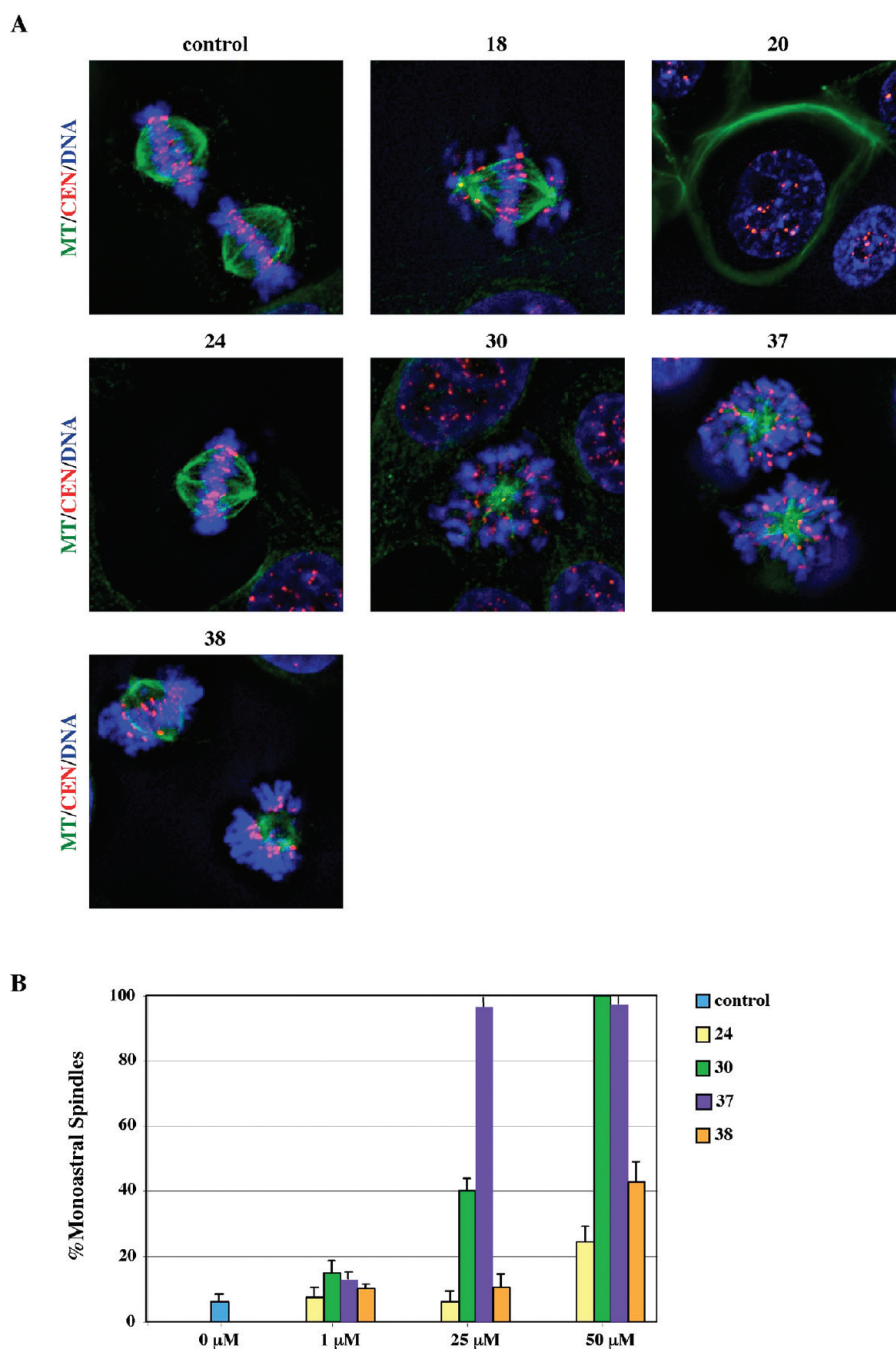 A
control 18 20
MT/CEN/DNA
24 30 37
MT/CEN/DNA
38
MT/CEN/DNA
B
%Monoastral Spindles
100
80
60
40
20
0
0 μM 1 μM 25 μM 50 μM
control
24
30
37
38